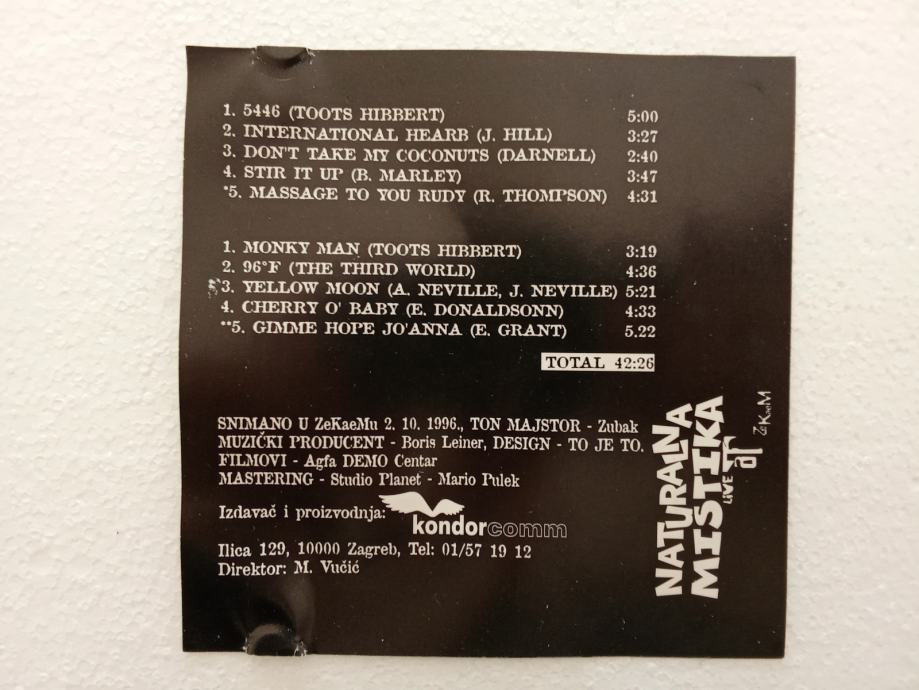 1. 5446 (TOOTS HIBBERT) 5:00
2. INTERNATIONAL HEARB (J. HILL) 3:27
3. DON'T TAKE MY COCONUTS (DARNELL) 2:40
4. STIR IT UP (B. MARLEY) 3:47
*5. MASSAGE TO YOU RUDY (R. THOMPSON) 4:31
1. MONKY MAN (TOOTS HIBBERT) 3:19
2. 96°F (THE THIRD WORLD) 4:36
3. YELLOW MOON (A. NEVILLE, J. NEVILLE) 5:21
4. CHERRY O' BABY (E. DONALDSONN) 4:33
**5. GIMME HOPE JO'ANNA (E. GRANT) 5.22
TOTAL 42:26
SNIMANO U ZeKaeMu 2. 10. 1996., TON MAJSTOR - Zubak
MUZIČKI PRODUCENT - Boris Leiner, DESIGN - TO JE TO.
FILMOVI - Agfa DEMO Centar
MASTERING - Studio Planet - Mario Pulek
Izdavač i proizvodnja:
kondorcomm
Ilica 129, 10000 Zagreb, Tel: 01/57 19 12
Direktor: M. Vučić
NATURALNA
MISTIKA
LIVE at
ZeKaeM